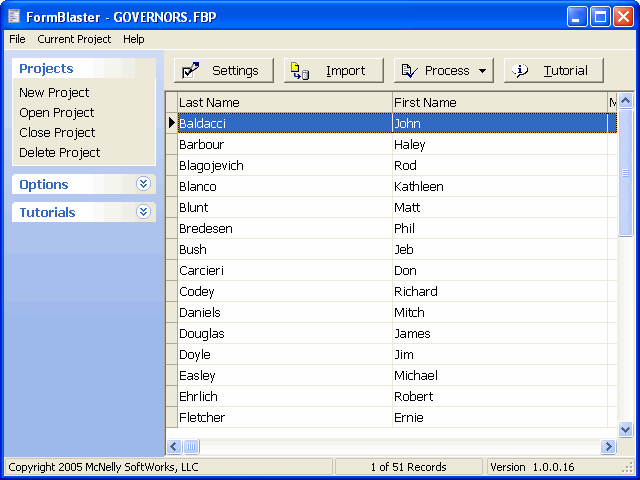 FormBlaster - GOVERNORS.FBP
File Current Project Help
Projects
New Project
Open Project
Close Project
Delete Project
Options
Tutorials
Settings Import Process Tutorial
Last Name First Name M
Baldacci John
Barbour Haley
Blagojevich Rod
Blanco Kathleen
Blunt Matt
Bredesen Phil
Bush Jeb
Carcieri Don
Codey Richard
Daniels Mitch
Douglas James
Doyle Jim
Easley Michael
Ehrlich Robert
Fletcher Ernie
Copyright 2005 McNelly SoftWorks, LLC 1 of 51 Records Version 1.0.0.16